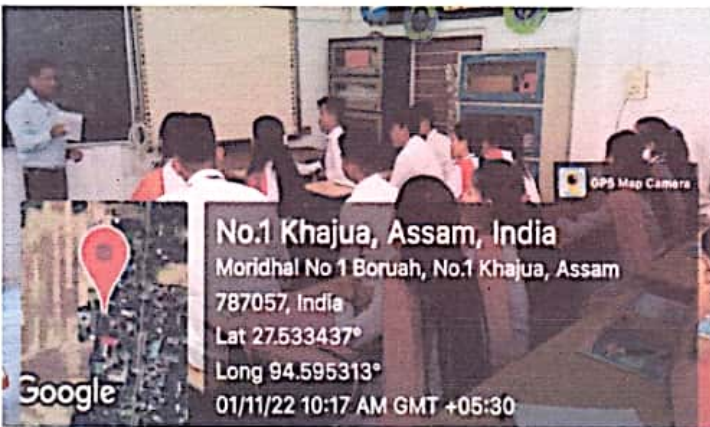 GPS Map Camera
No.1 Khajua, Assam, India
Moridhal No 1 Boruah, No.1 Khajua, Assam
787057, India
Lat 27.533437°
Long 94.595313°
01/11/22 10:17 AM GMT +05:30
Google